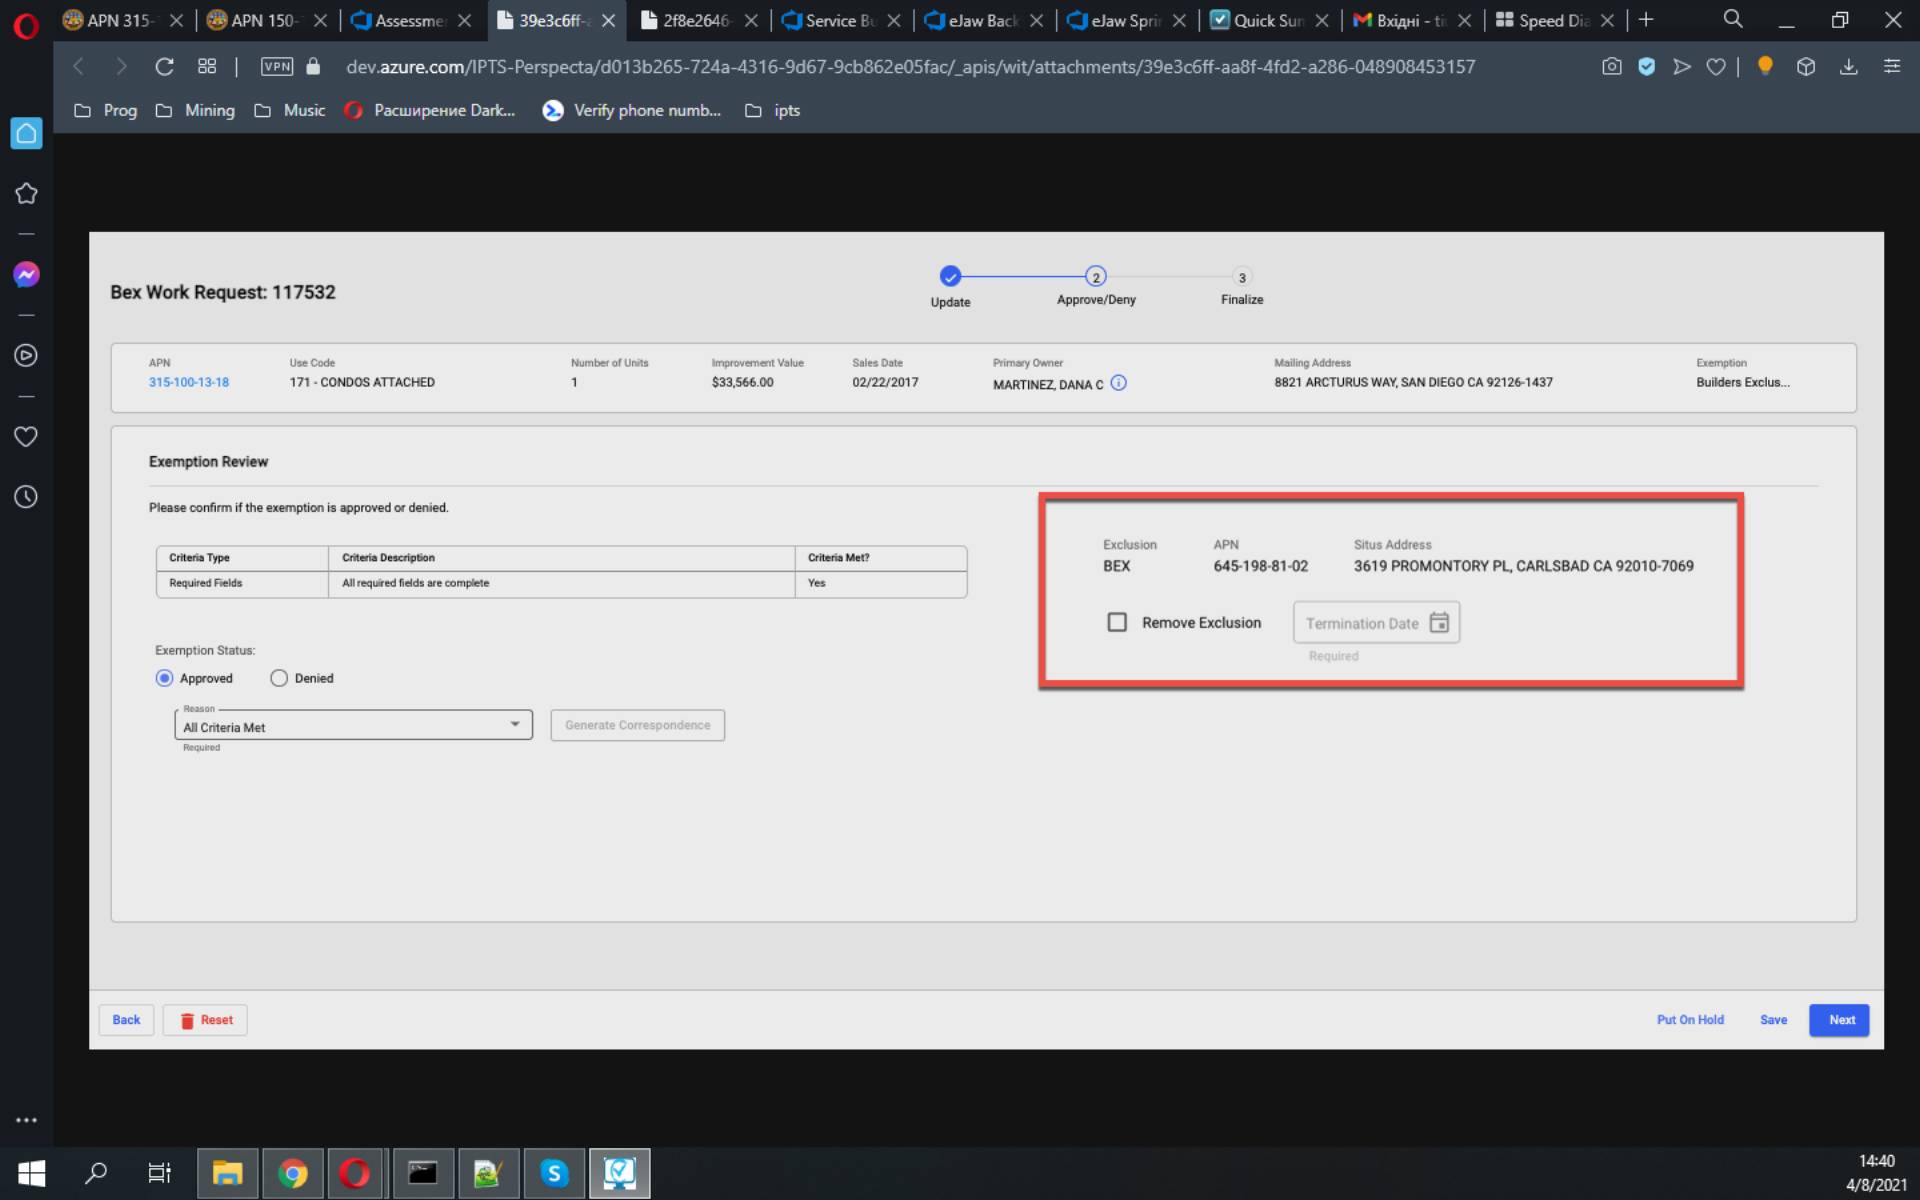 APN 315-
APN 150-
Assessme
39e3c6ff-a
2f8e2646-
Service Bu
eJaw Back
eJaw Sprin
Quick Sum
Вхідні - ti
Speed Dia
VPN
dev.azure.com/IPTS-Perspecta/d013b265-724a-4316-9d67-9cb862e05fac/_apis/wit/attachments/39e3c6ff-aa8f-4fd2-a286-048908453157
Prog
Mining
Music
Расширение Dark...
Verify phone numb...
ipts
Bex Work Request: 117532
Update
2
Approve/Deny
3
Finalize
APN
315-100-13-18
Use Code
171 - CONDOS ATTACHED
Number of Units
1
Improvement Value
$33,566.00
Sales Date
02/22/2017
Primary Owner
MARTINEZ, DANA C
Mailing Address
8821 ARCTURUS WAY, SAN DIEGO CA 92126-1437
Exemption
Builders Exclus...
Exemption Review
Please confirm if the exemption is approved or denied.
Criteria Type Criteria Description Criteria Met?
Required Fields All required fields are complete Yes
Exemption Status:
Approved
Denied
Reason
All Criteria Met
Required
Generate Correspondence
Exclusion
BEX
APN
645-198-81-02
Situs Address
3619 PROMONTORY PL, CARLSBAD CA 92010-7069
Remove Exclusion
Termination Date
Required
Back
Reset
Put On Hold
Save
Next
14:40
4/8/2021